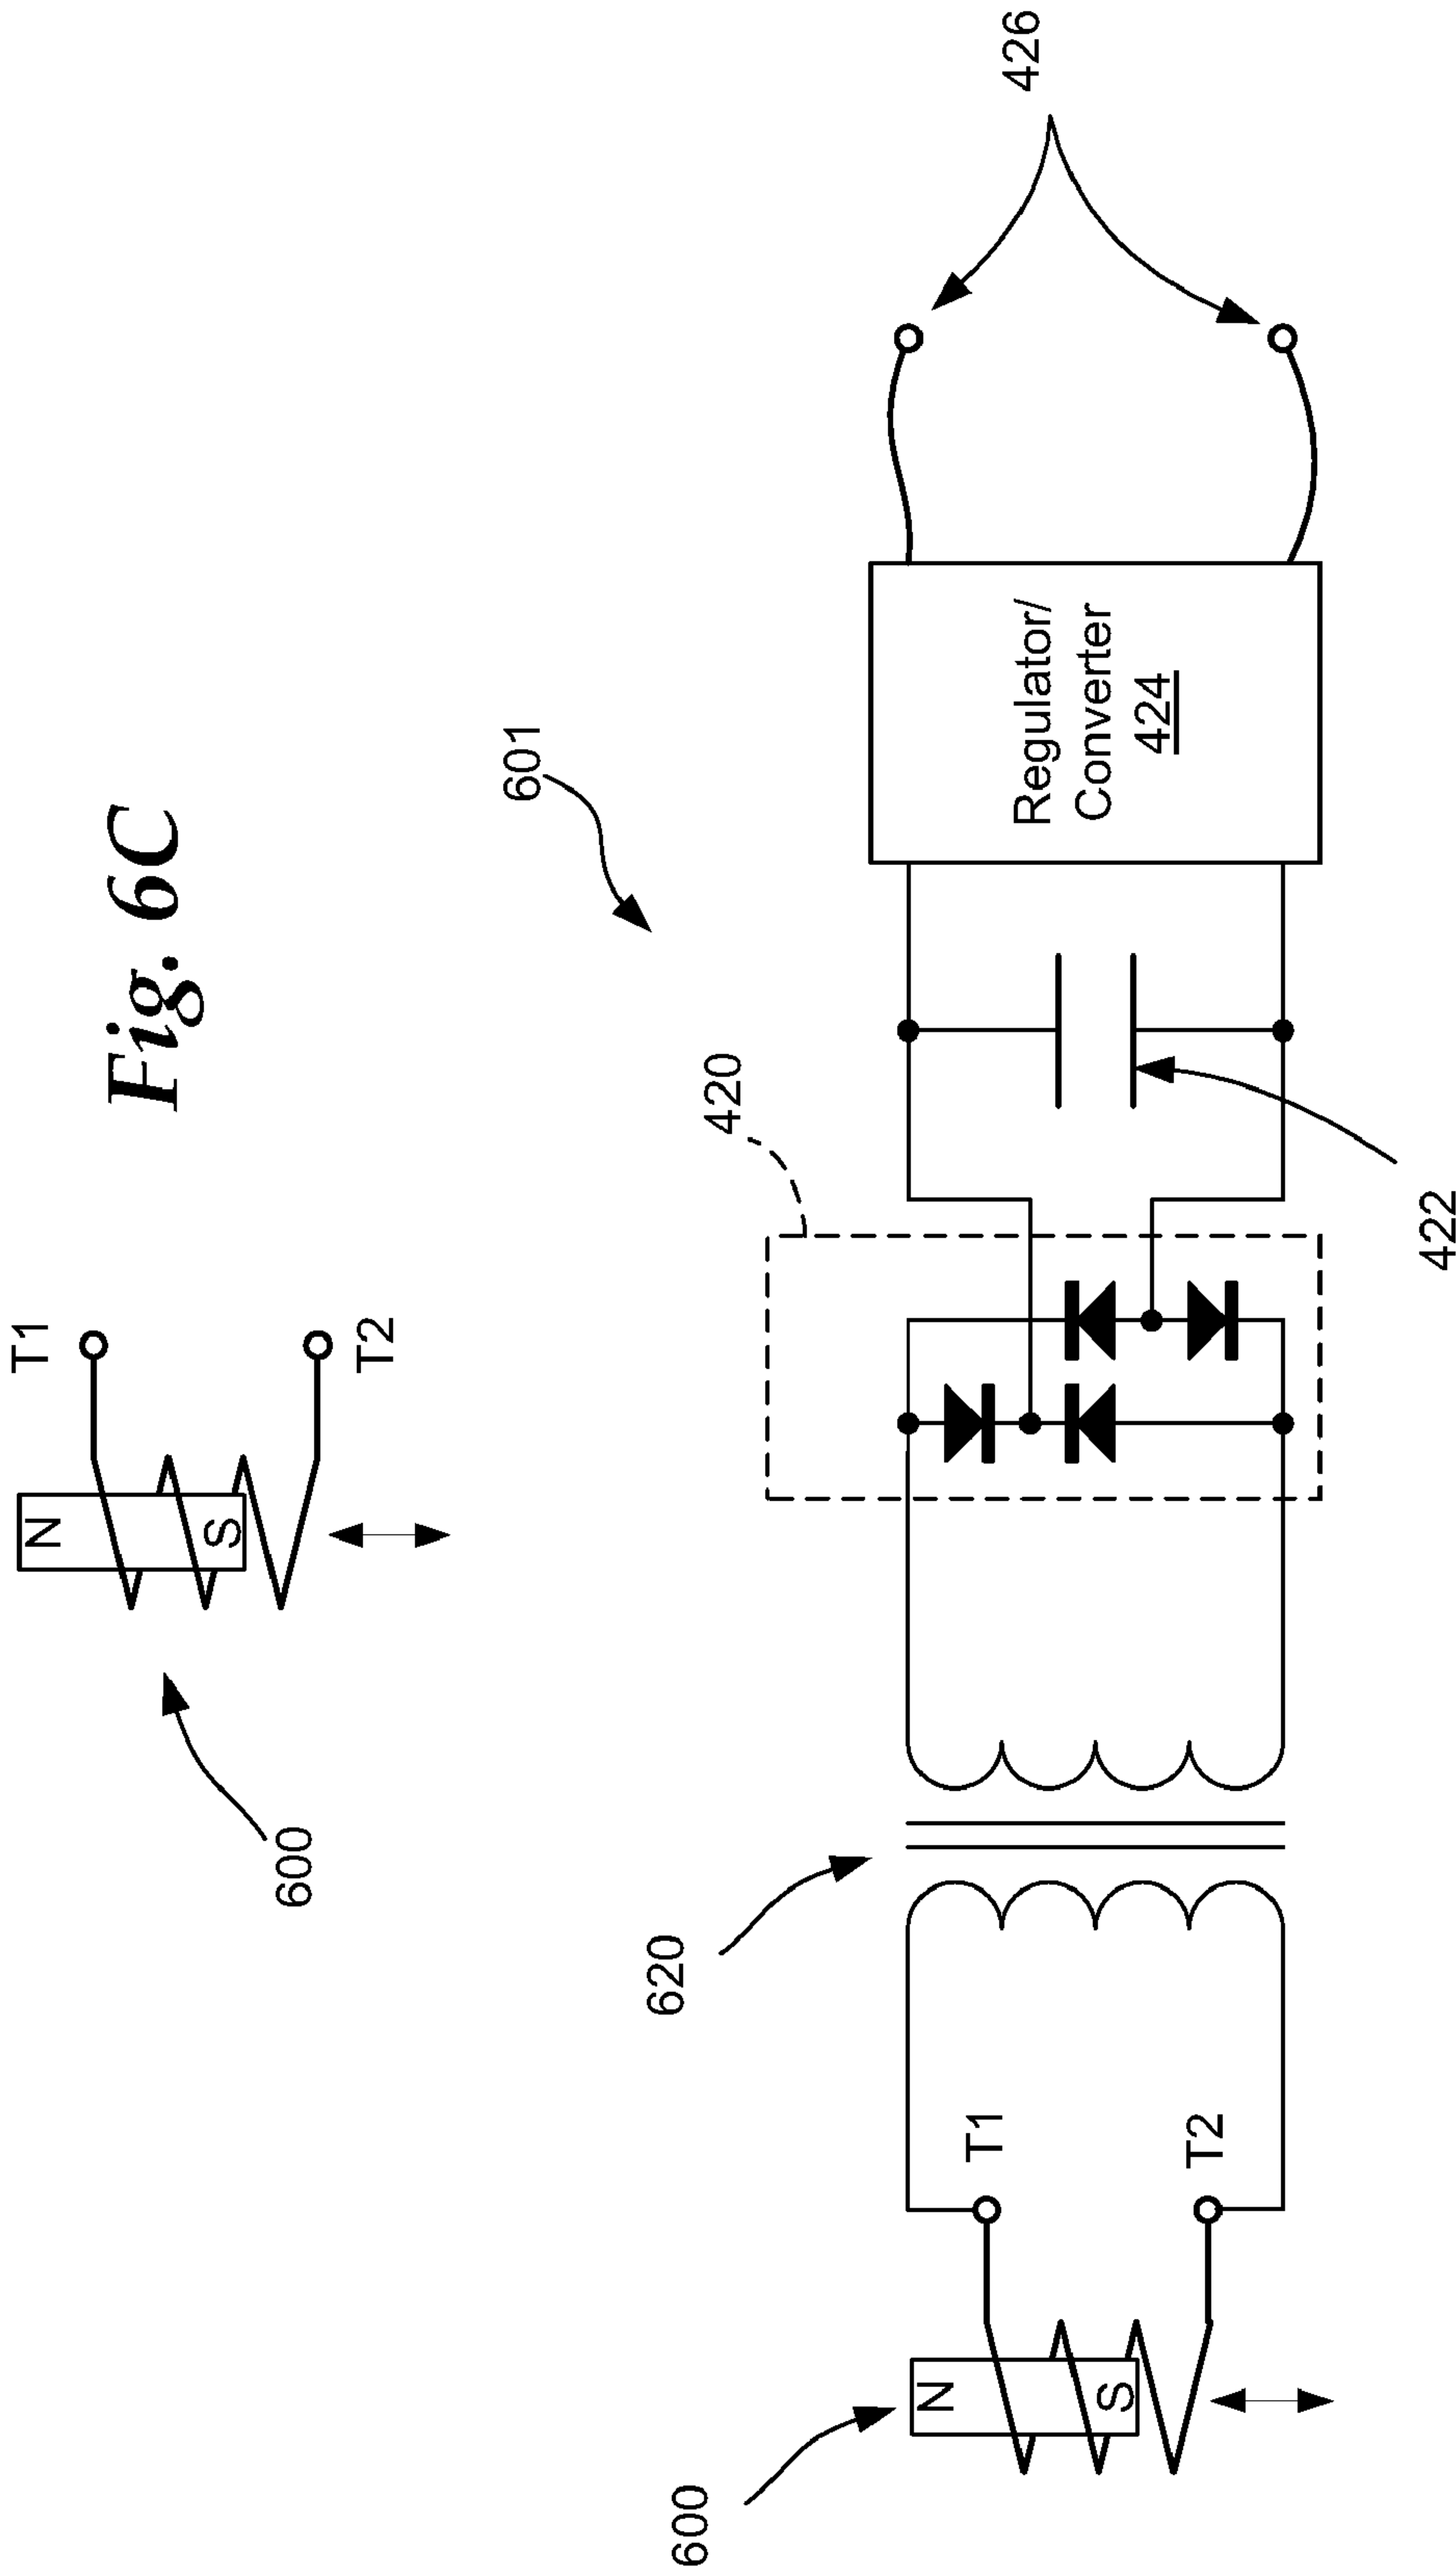 Fig. 6C
600
N
S
T1
T2
601
600
N
S
T1
T2
620
420
422
Regulator/
Converter
424
426